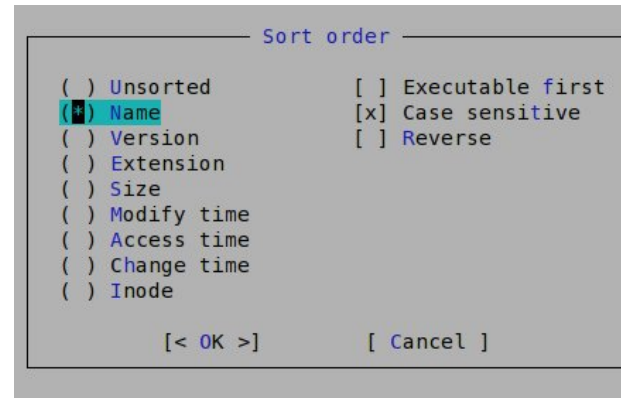 Sort order
( ) Unsorted [ ] Executable first
(*) Name [x] Case sensitive
( ) Version [ ] Reverse
( ) Extension
( ) Size
( ) Modify time
( ) Access time
( ) Change time
( ) Inode
[< OK >] [ Cancel ]